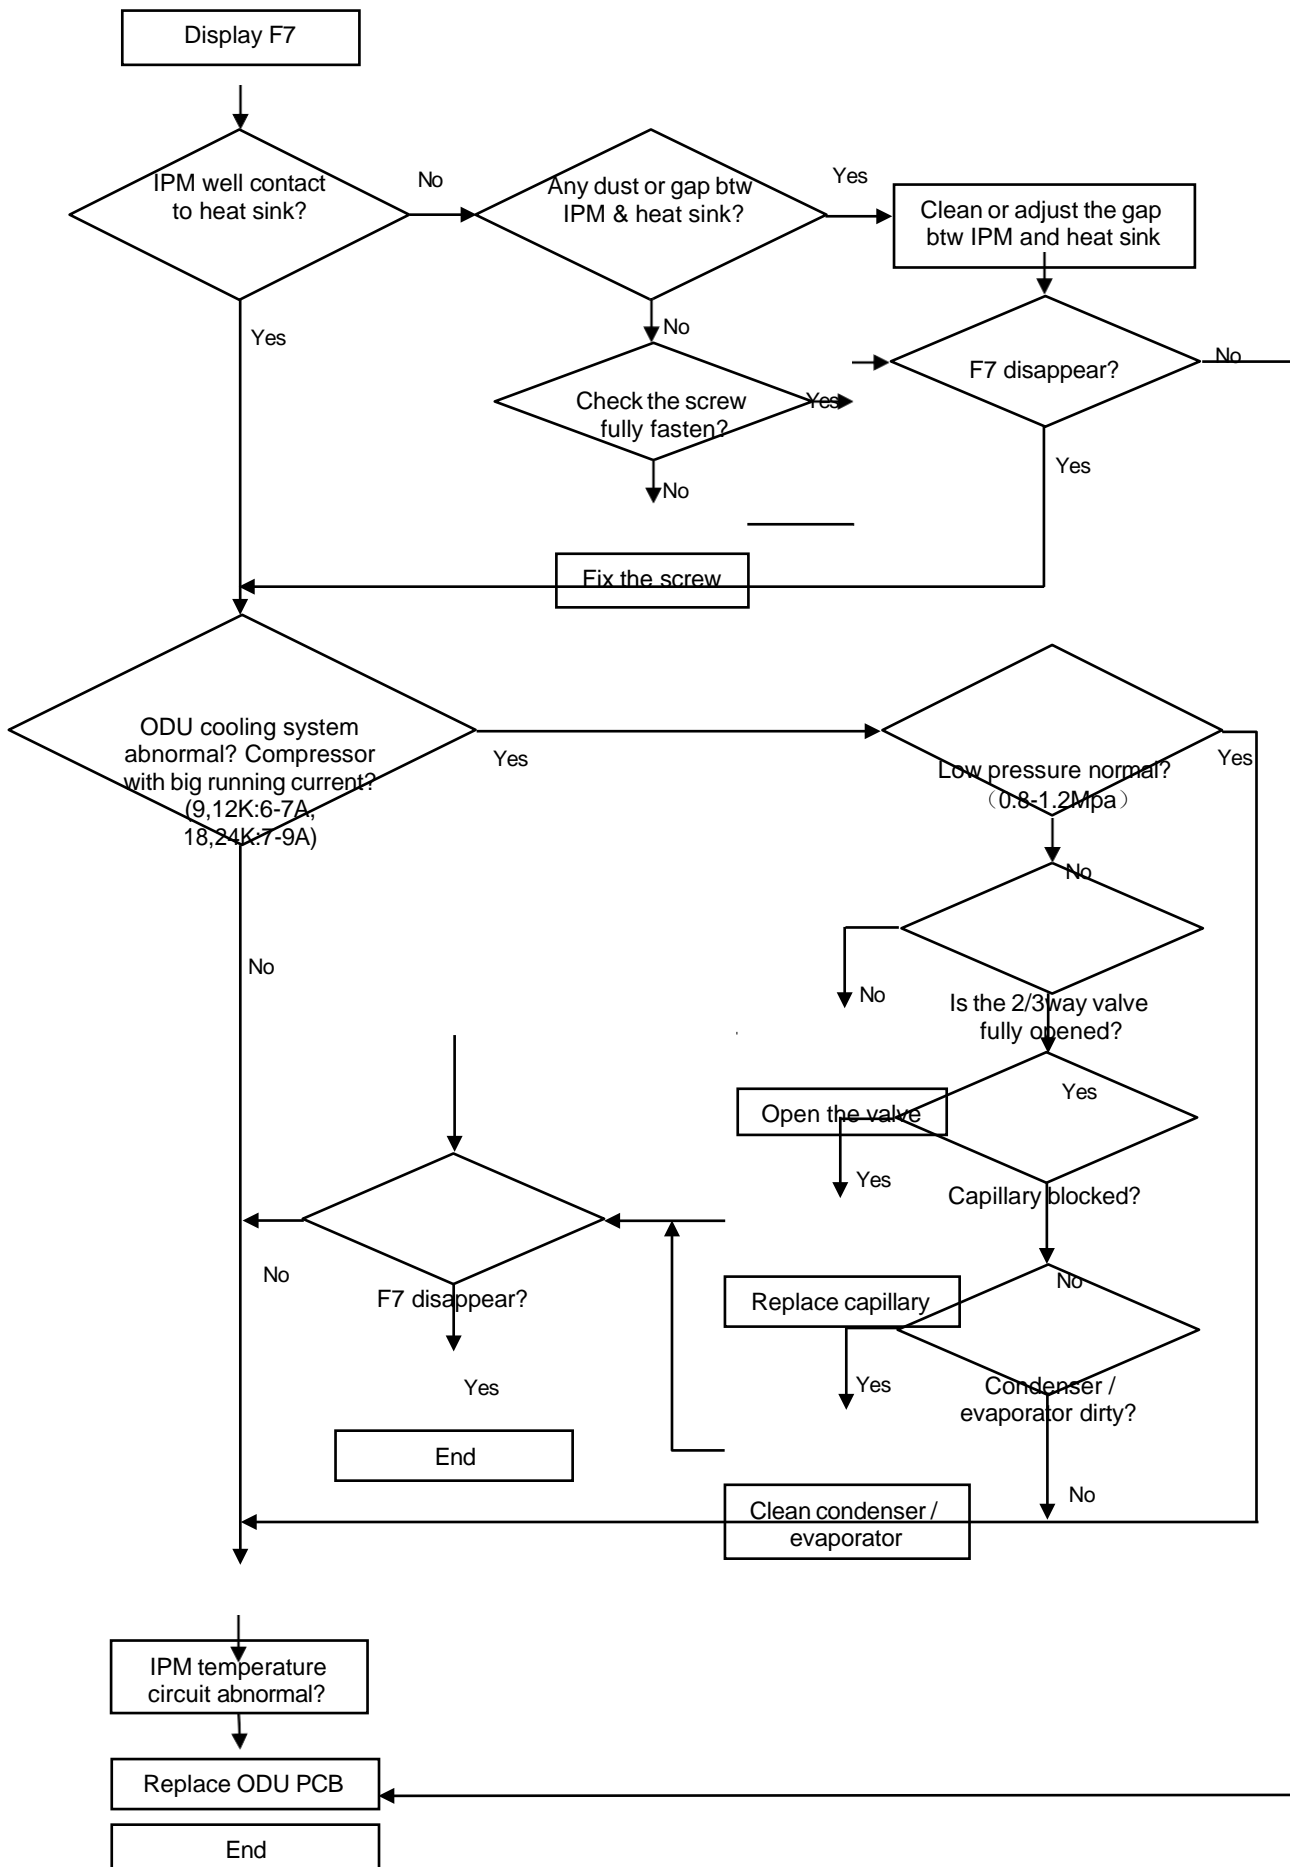 Display F7
IPM well contact
to heat sink?
No
Any dust or gap btw
IPM & heat sink?
Yes
Clean or adjust the gap
btw IPM and heat sink
Yes
No
F7 disappear?
No
Check the screw
fully fasten?
Yes
Yes
No
Fix the screw
ODU cooling system
abnormal? Compressor
with big running current?
(9,12K:6-7A,
18,24K:7-9A)
Yes
Low pressure normal?
（0.8-1.2Mpa）
Yes
No
No
No
Is the 2/3way valve
fully opened?
Yes
Open the valve
Yes
Capillary blocked?
No
F7 disappear?
No
Replace capillary
Yes
Yes
Condenser /
evaporator dirty?
End
No
Clean condenser /
evaporator
IPM temperature
circuit abnormal?
Replace ODU PCB
End